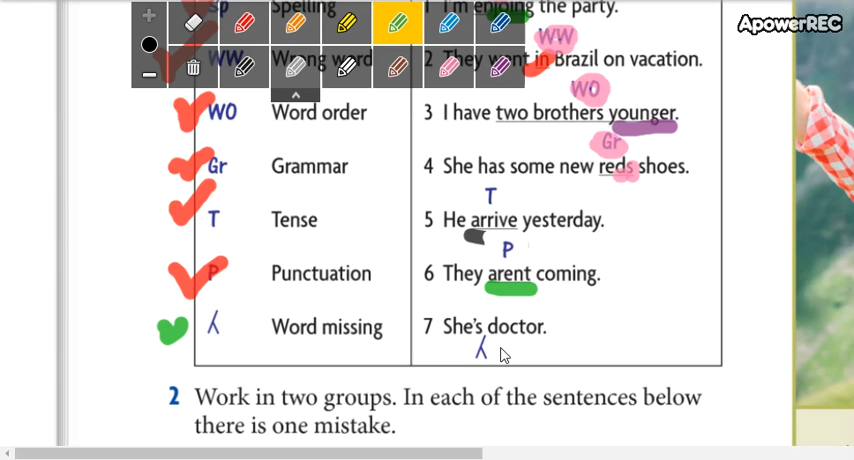 ApowerREC
Sp Spelling 1 I'm enjoing the party.
WW
WW Wrong word 2 They went in Brazil on vacation.
WO
WO Word order 3 I have two brothers younger.
Gr
Gr Grammar 4 She has some new reds shoes.
T
T Tense 5 He arrive yesterday.
P
P Punctuation 6 They arent coming.
⅄ Word missing 7 She's doctor.
⅄
2 Work in two groups. In each of the sentences below
there is one mistake.